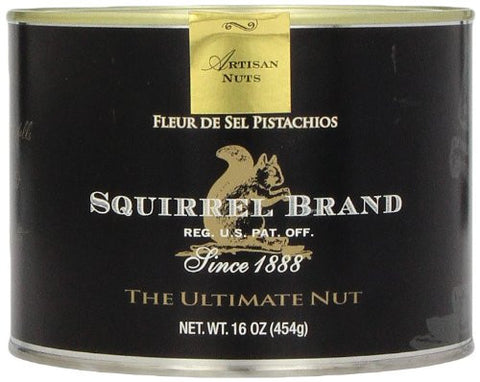 Artisan
Nuts
Fleur de Sel Pistachios
Squirrel Brand
REG. U.S. PAT. OFF.
Since 1888
The Ultimate Nut
NET. WT. 16 OZ (454g)